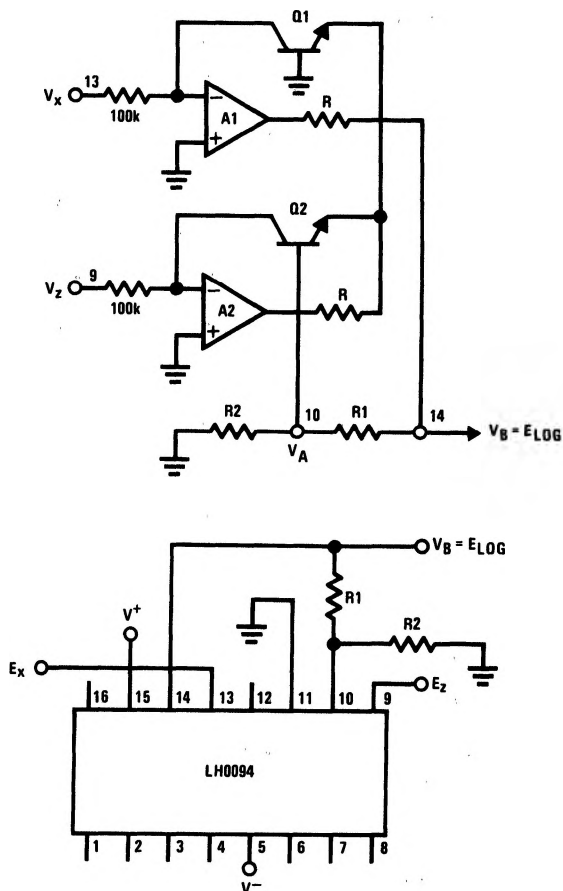 Q1
VX 13
100k
A1
R
Q2
VZ 9
100k
A2
R
R2 10 R1 14
VA
VB = ELOG
VB = ELOG
R1
V+
R2
EX
EZ
16 15 14 13 12 11 10 9
LH0094
1 2 3 4 5 6 7 8
V−